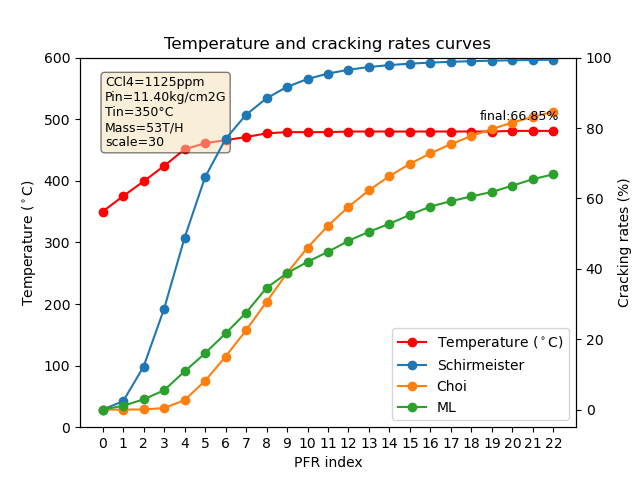 Temperature and cracking rates curves
CCl4=1125ppm
Pin=11.40kg/cm2G
Tin=350°C
Mass=53T/H
scale=30
final:66.85%
600
500
400
300
200
100
0
Temperature (°C)
100
80
60
40
20
0
Cracking rates (%)
Temperature (°C)
Schirmeister
Choi
ML
0 1 2 3 4 5 6 7 8 9 10 11 12 13 14 15 16 17 18 19 20 21 22
PFR index